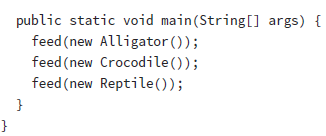 public static void main(String[] args) {
feed(new Alligator());
feed(new Crocodile());
feed(new Reptile());
}
}